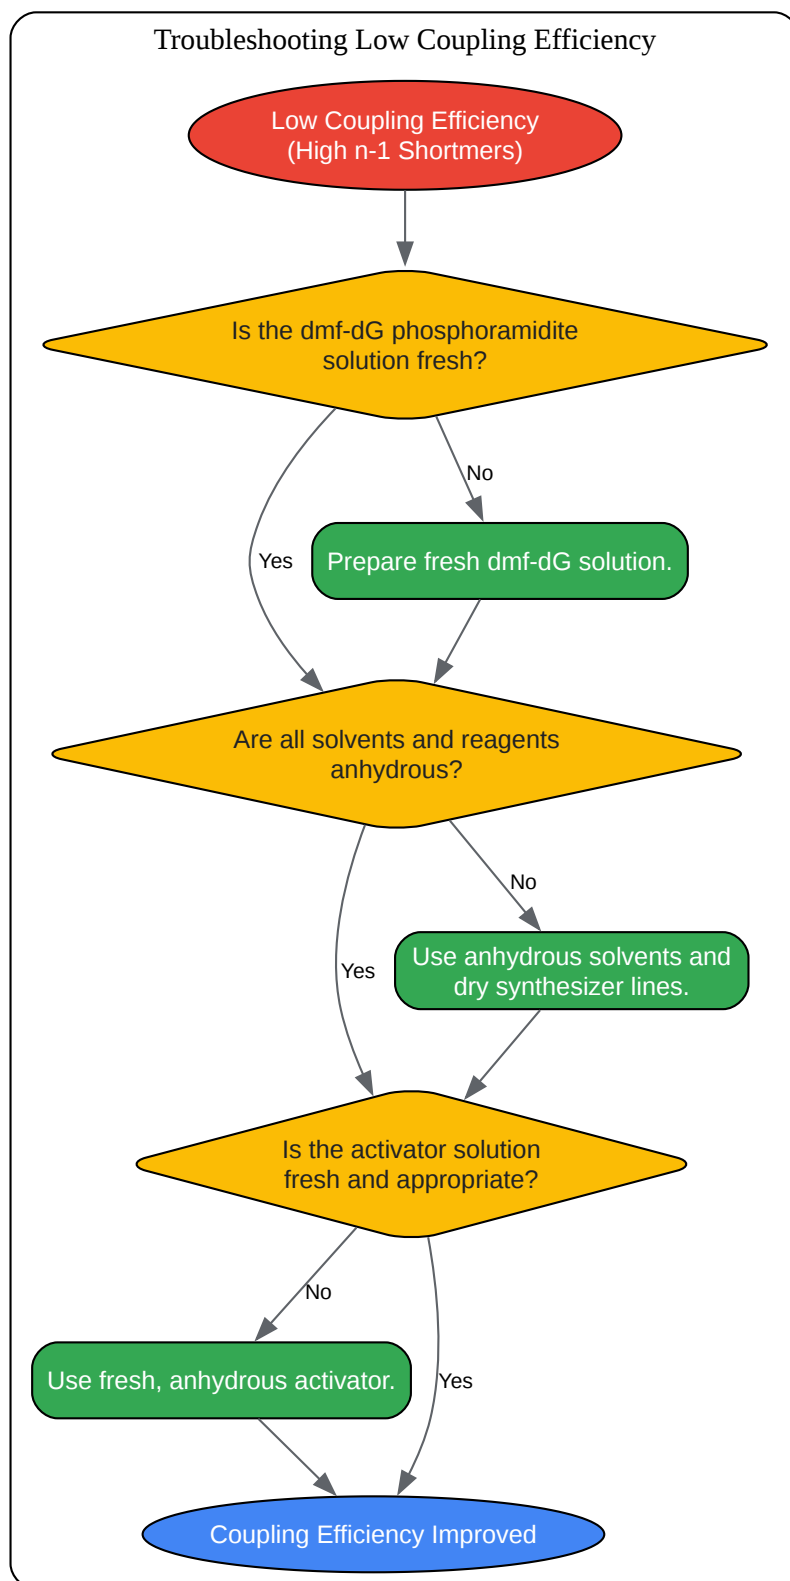 Troubleshooting Low Coupling Efficiency
Low Coupling Efficiency
(High n-1 Shortmers)
Is the dmf-dG phosphoramidite
solution fresh?
No
Yes
Prepare fresh dmf-dG solution.
Are all solvents and reagents
anhydrous?
No
Yes
Use anhydrous solvents and
dry synthesizer lines.
Is the activator solution
fresh and appropriate?
No
Yes
Use fresh, anhydrous activator.
Coupling Efficiency Improved